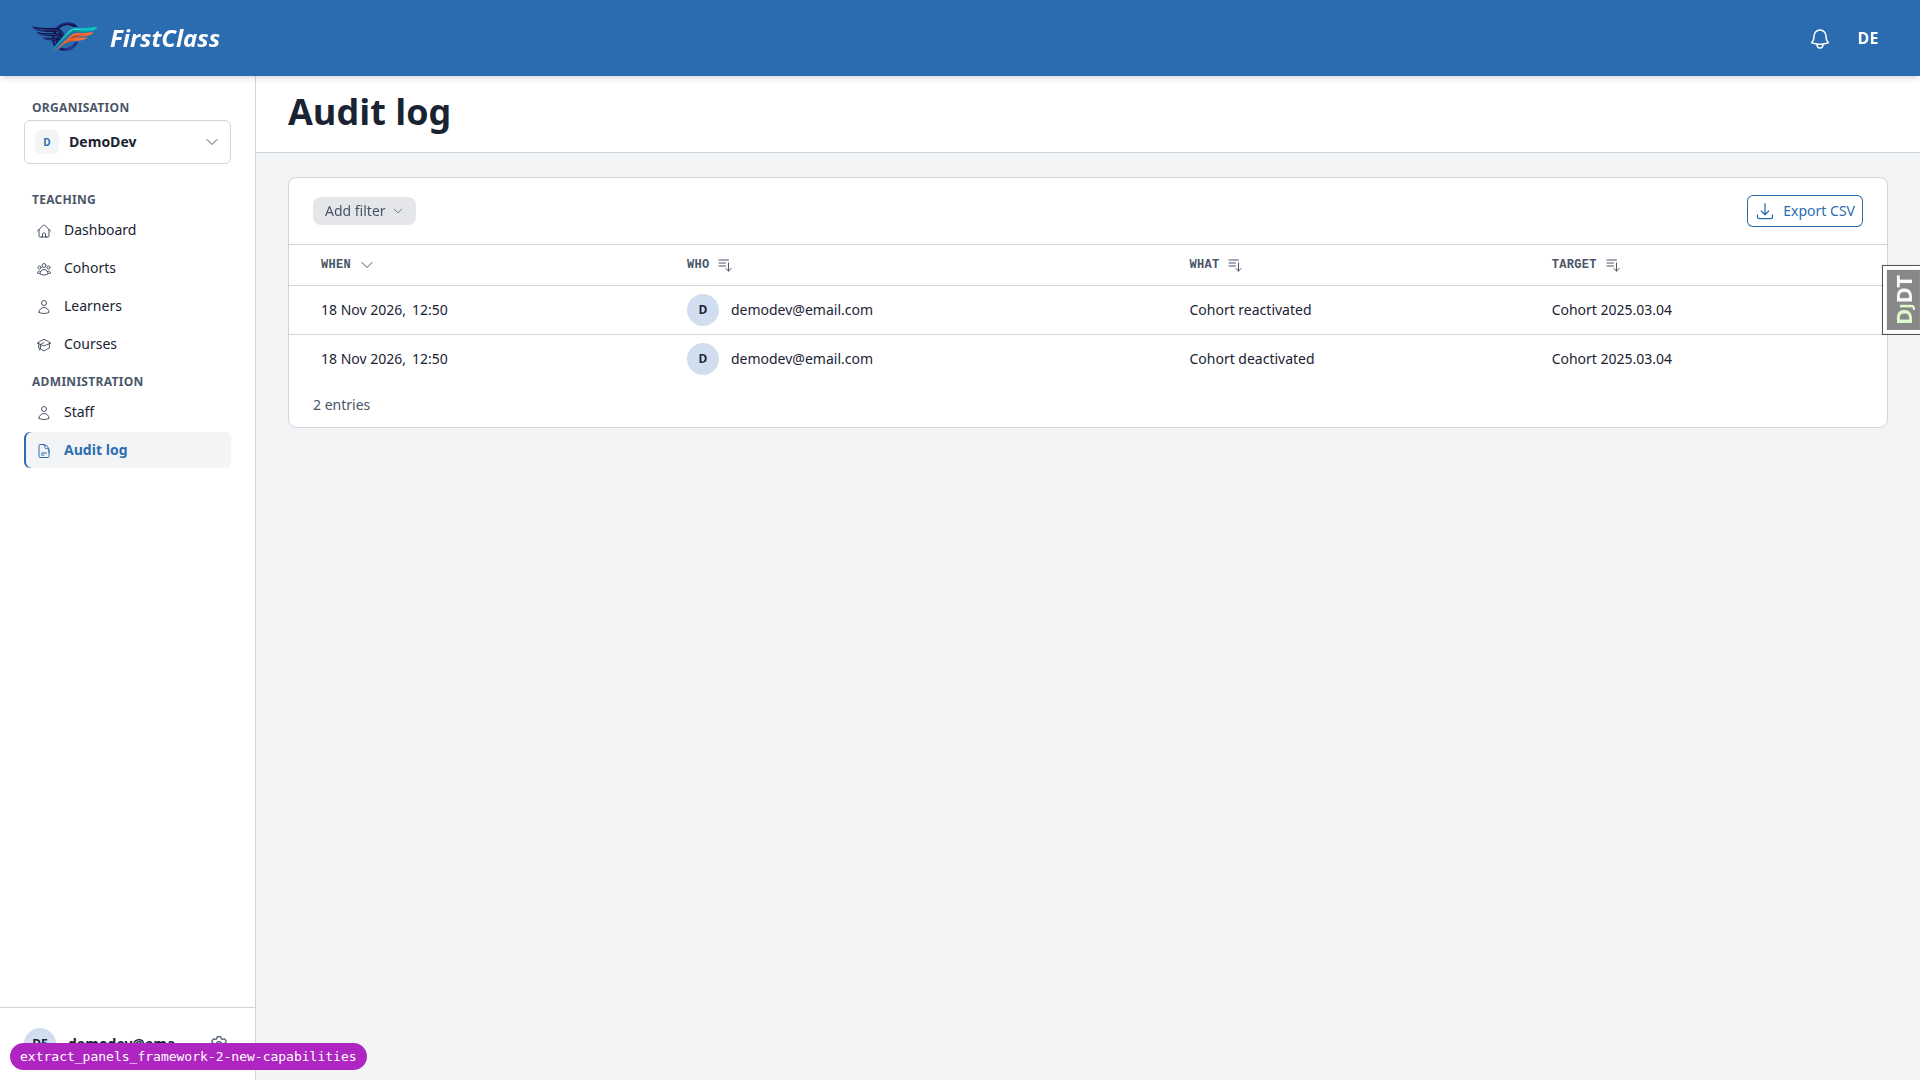 FirstClass
DE
ORGANISATION
D DemoDev
TEACHING
Dashboard
Cohorts
Learners
Courses
ADMINISTRATION
Staff
Audit log
Audit log
Add filter
Export CSV
WHEN WHO WHAT TARGET
18 Nov 2026, 12:50 D demodev@email.com Cohort reactivated Cohort 2025.03.04
18 Nov 2026, 12:50 D demodev@email.com Cohort deactivated Cohort 2025.03.04
2 entries
DjDT
DE demodev@ema
extract_panels_framework-2-new-capabilities